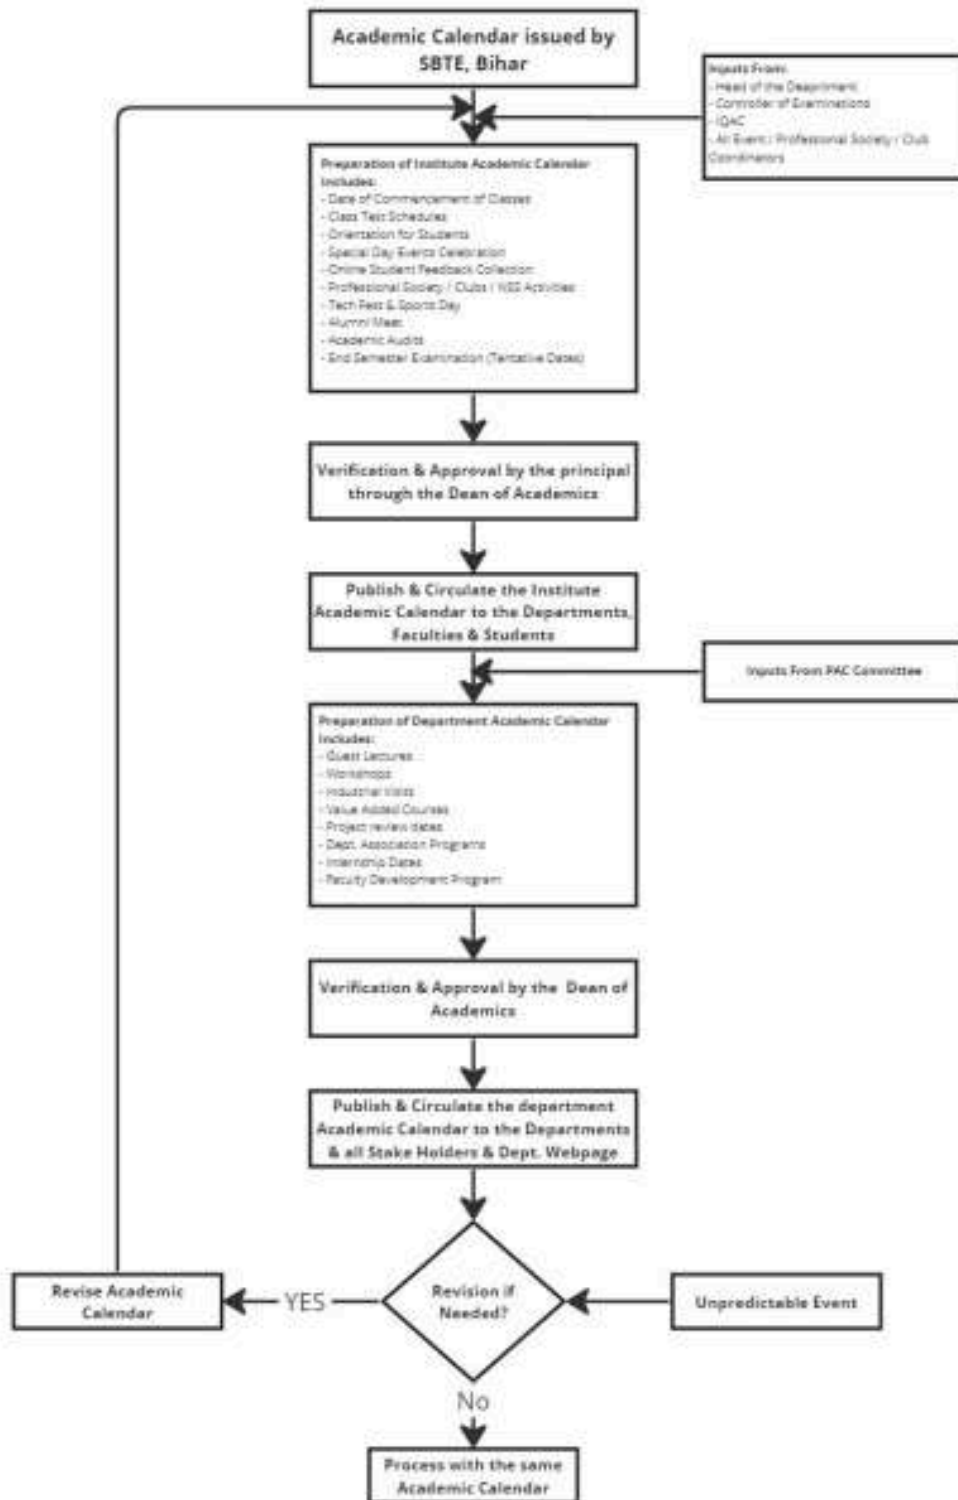 Academic Calendar issued by
SBTE, Bihar
Inputs From:
- Head of the Deapriment
- Controller of Examinations
- IQAC
- All Event / Professional Society / Club
Coordinators
Preparation of Institute Academic Calendar
Includes:
- Date of Commencement of Classes
- Class Test Schedules
- Orientation for Students
- Special Day Events Celebration
- Online Student Feedback Collection
- Professional Society / Clubs / NSS Activities
- Tech Fest & Sports Day
- Alumni Meet
- Academic Audits
- End Semester Examination (Tentative Dates)
Verification & Approval by the principal
through the Dean of Academics
Publish & Circulate the Institute
Academic Calendar to the Departments,
Faculties & Students
Inputs From PAC Committee
Preparation of Department Academic Calendar
Includes:
- Guest Lectures
- Workshops
- Industrial Visits
- Value Added Courses
- Project review dates
- Dept. Association Programs
- Internship Dates
- Faculty Development Program
Verification & Approval by the Dean of
Academics
Publish & Circulate the department
Academic Calendar to the Departments
& all Stake Holders & Dept. Webpage
Revise Academic
Calendar
YES
Revision if
Needed?
Unpredictable Event
No
Process with the same
Academic Calendar